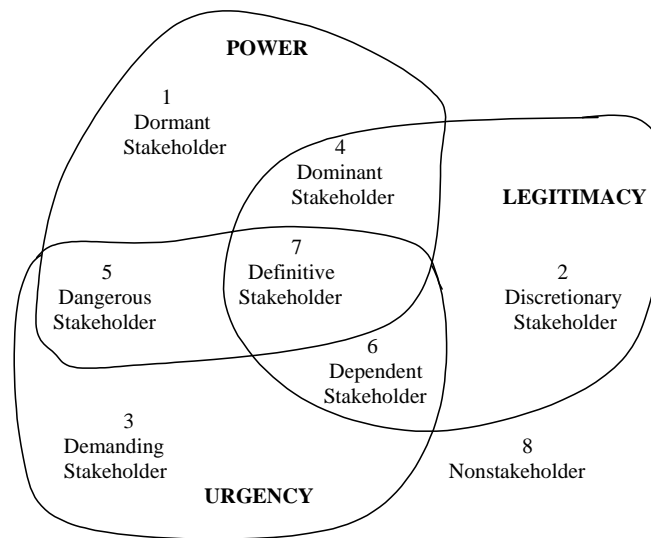 POWER
1
Dormant
Stakeholder
4
Dominant
Stakeholder
LEGITIMACY
5
Dangerous
Stakeholder
7
Definitive
Stakeholder
2
Discretionary
Stakeholder
6
Dependent
Stakeholder
3
Demanding
Stakeholder
8
Nonstakeholder
URGENCY